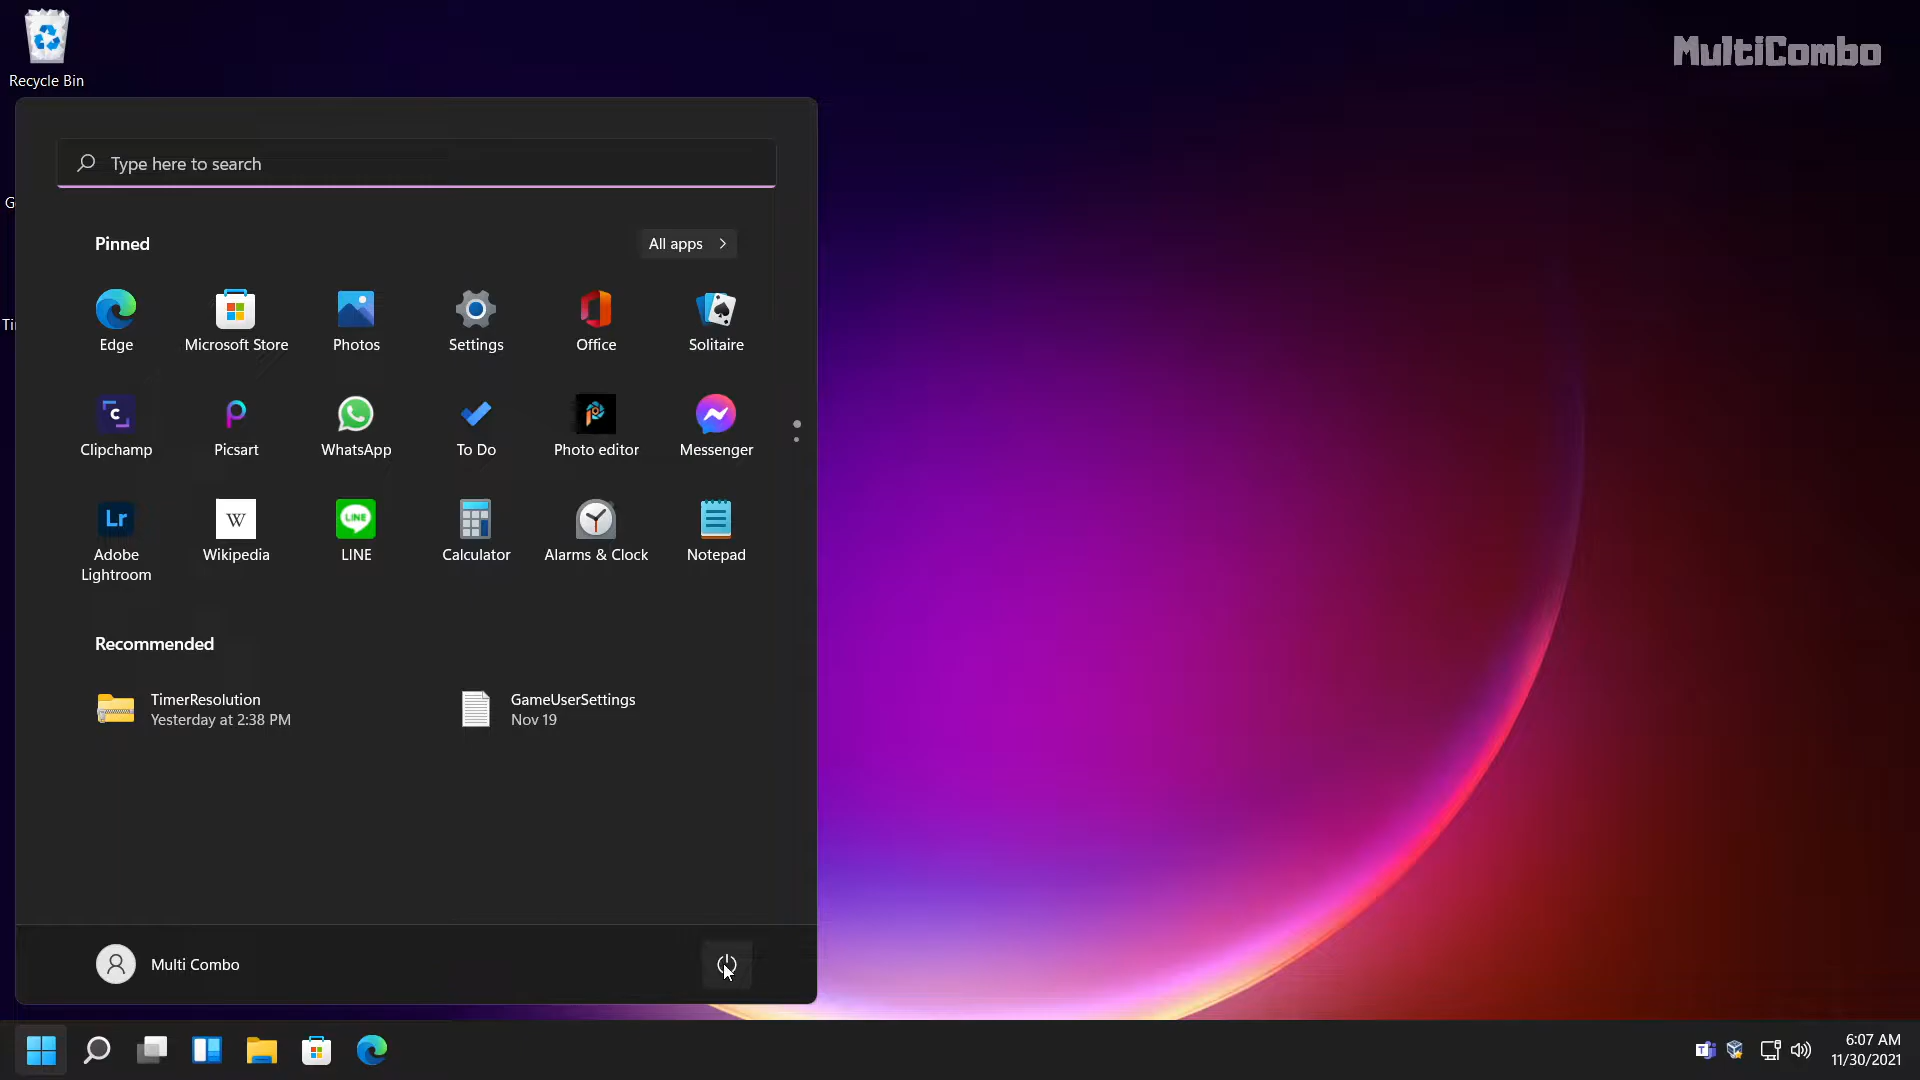 MultiCombo
Recycle Bin
Type here to search
Pinned
All apps
Edge
Microsoft Store
Photos
Settings
Office
Solitaire
Clipchamp
Picsart
WhatsApp
To Do
Photo editor
Messenger
Lr
W
LINE
Adobe
Lightroom
Wikipedia
LINE
Calculator
Alarms & Clock
Notepad
Recommended
TimerResolution
Yesterday at 2:38 PM
GameUserSettings
Nov 19
Multi Combo
6:07 AM
11/30/2021